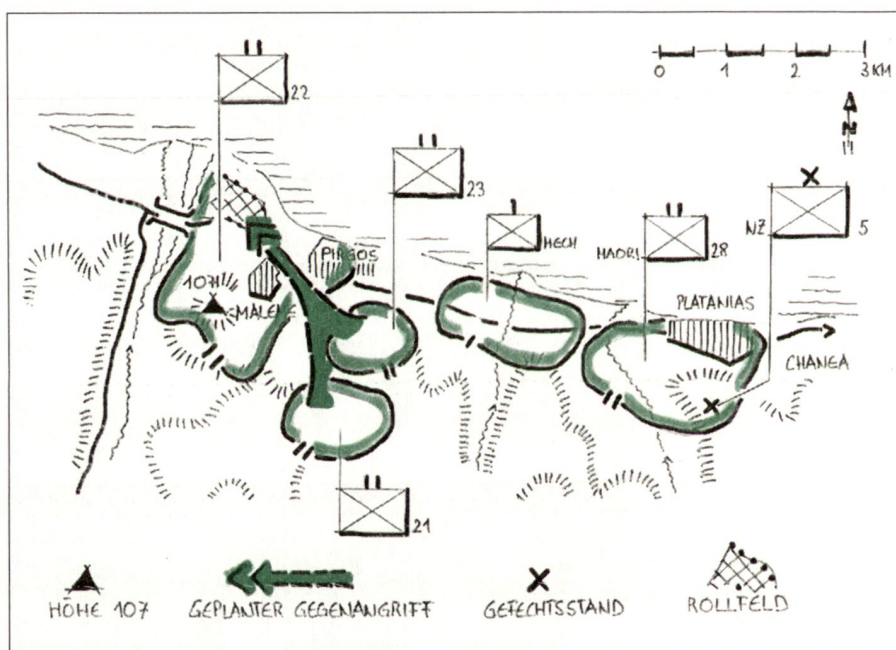 22
0 1 2 3 KM
N
23
HECH
MAORI
28
NZ
5
PIRGOS
107
MALEME
PLATANIAS
CHANEA
21
HÖHE 107
GEPLANTER GEGENANGRIFF
GEFECHTSSTAND
ROLLFELD